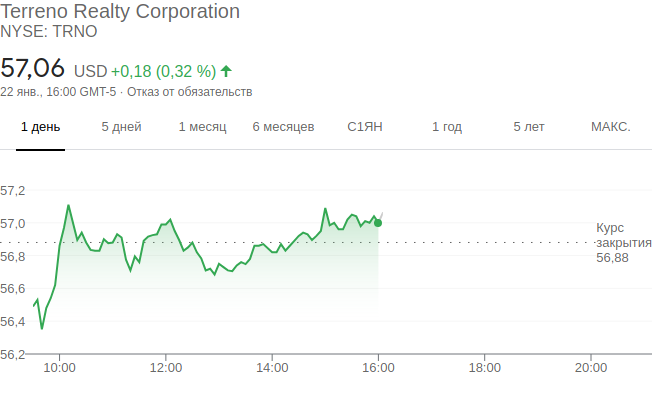 Terreno Realty Corporation
NYSE: TRNO
57,06 USD +0,18 (0,32 %)
22 янв., 16:00 GMT-5 · Отказ от обязательств
1 день 5 дней 1 месяц 6 месяцев С1ЯН 1 год 5 лет МАКС.
57,2
57,0
56,8
56,6
56,4
56,2
Курс
закрытия
56,88
10:00 12:00 14:00 16:00 18:00 20:00